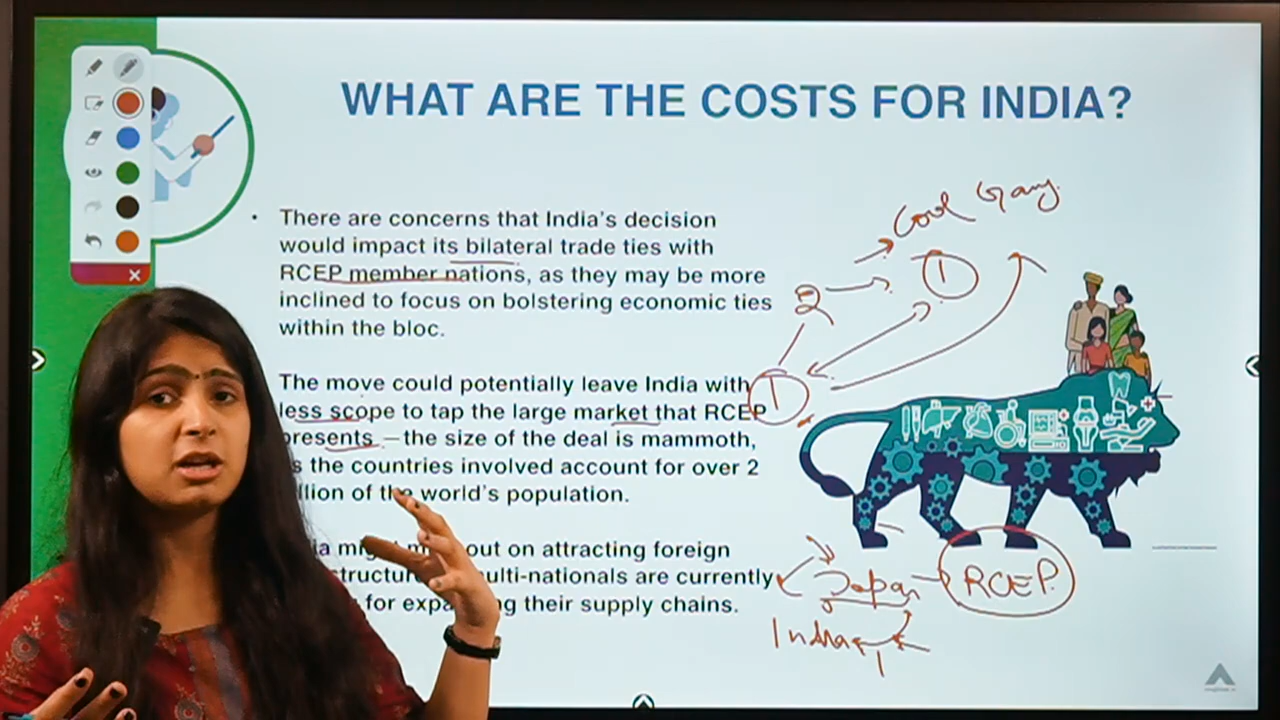 WHAT ARE THE COSTS FOR INDIA?
• There are concerns that India's decision
would impact its bilateral trade ties with
RCEP member nations, as they may be more
inclined to focus on bolstering economic ties
within the bloc.
The move could potentially leave India with
less scope to tap the large market that RCEP
presents – the size of the deal is mammoth,
the countries involved account for over 2
of the world's population.
out on attracting foreign
are currently
for their supply chains.
Cool Gang
1
2
1
Japan
RCEP
India